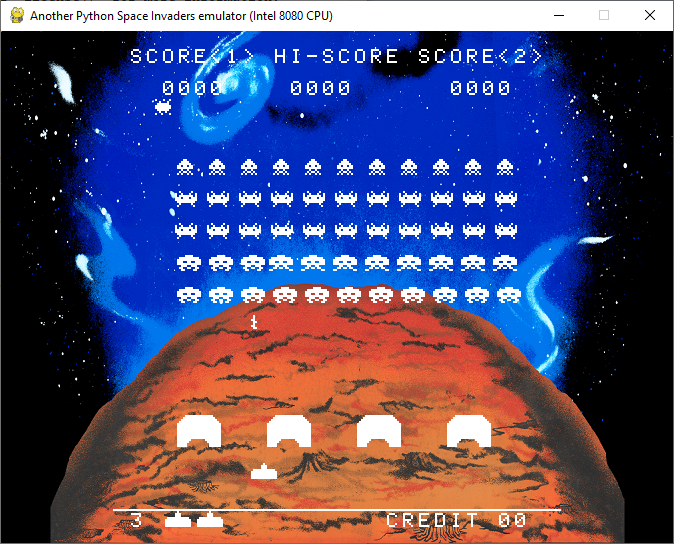 Another Python Space Invaders emulator (Intel 8080 CPU)
SCORE<1> HI-SCORE SCORE<2>
0000 0000 0000
3 CREDIT 00